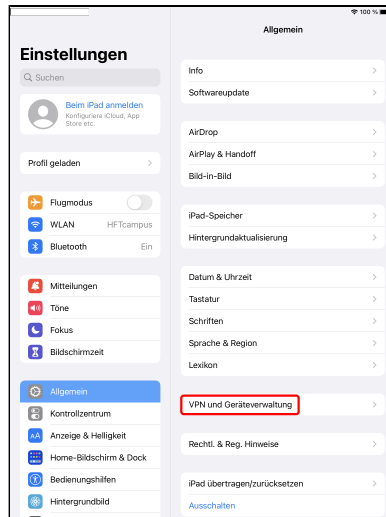 100 %
Allgemein
Einstellungen
Suchen
Beim iPad anmelden
Konfiguriere iCloud, App
Store etc.
Profil geladen
Flugmodus
WLAN HFTcampus
Bluetooth Ein
Mitteilungen
Töne
Fokus
Bildschirmzeit
Allgemein
Kontrollzentrum
AA Anzeige & Helligkeit
Home-Bildschirm & Dock
Bedienungshilfen
Hintergrundbild
Info
Softwareupdate
AirDrop
AirPlay & Handoff
Bild-in-Bild
iPad-Speicher
Hintergrundaktualisierung
Datum & Uhrzeit
Tastatur
Schriften
Sprache & Region
Lexikon
VPN und Geräteverwaltung
Rechtl. & Reg. Hinweise
iPad übertragen/zurücksetzen
Ausschalten